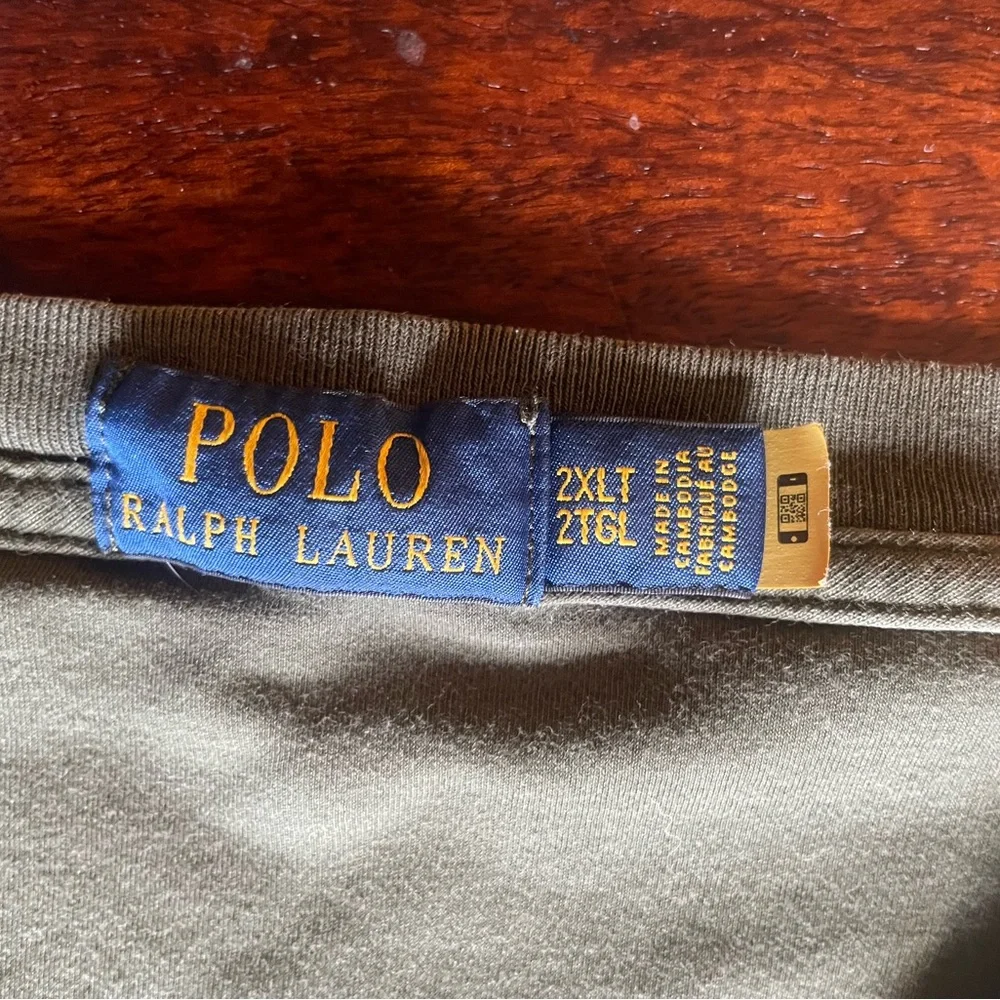 POLO
RALPH LAUREN
2XLT
2TGL
MADE IN
CAMBODIA
FABRIQUÉ AU
CAMBODGE